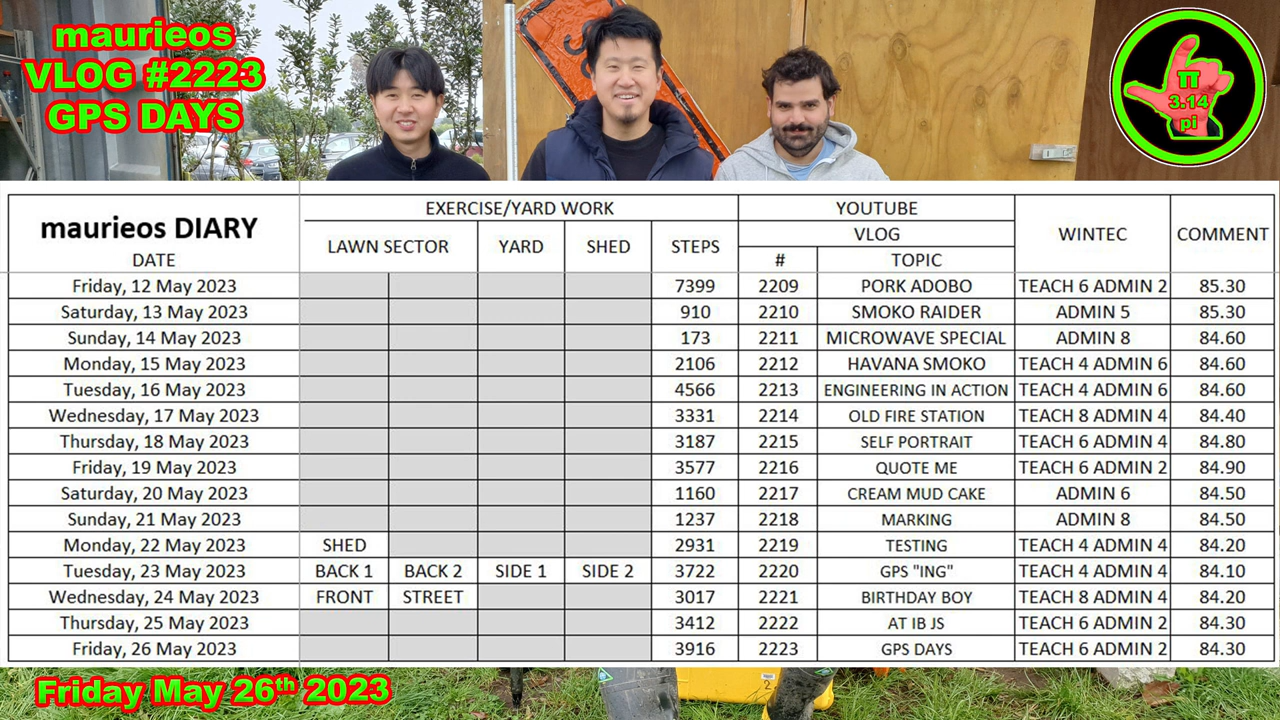 maurieos
VLOG #2223
GPS DAYS
π
3.14
pi
maurieos DIARY
DATE
EXERCISE/YARD WORK
LAWN SECTOR YARD SHED STEPS
YOUTUBE
VLOG
# TOPIC
WINTEC
COMMENT
Friday, 12 May 2023 7399 2209 PORK ADOBO TEACH 6 ADMIN 2 85.30
Saturday, 13 May 2023 910 2210 SMOKO RAIDER ADMIN 5 85.30
Sunday, 14 May 2023 173 2211 MICROWAVE SPECIAL ADMIN 8 84.60
Monday, 15 May 2023 2106 2212 HAVANA SMOKO TEACH 4 ADMIN 6 84.60
Tuesday, 16 May 2023 4566 2213 ENGINEERING IN ACTION TEACH 4 ADMIN 6 84.60
Wednesday, 17 May 2023 3331 2214 OLD FIRE STATION TEACH 8 ADMIN 4 84.40
Thursday, 18 May 2023 3187 2215 SELF PORTRAIT TEACH 6 ADMIN 4 84.80
Friday, 19 May 2023 3577 2216 QUOTE ME TEACH 6 ADMIN 2 84.90
Saturday, 20 May 2023 1160 2217 CREAM MUD CAKE ADMIN 6 84.50
Sunday, 21 May 2023 1237 2218 MARKING ADMIN 8 84.50
Monday, 22 May 2023 SHED 2931 2219 TESTING TEACH 4 ADMIN 4 84.20
Tuesday, 23 May 2023 BACK 1 BACK 2 SIDE 1 SIDE 2 3722 2220 GPS "ING" TEACH 4 ADMIN 4 84.10
Wednesday, 24 May 2023 FRONT STREET 3017 2221 BIRTHDAY BOY TEACH 8 ADMIN 4 84.20
Thursday, 25 May 2023 3412 2222 AT IB JS TEACH 6 ADMIN 2 84.30
Friday, 26 May 2023 3916 2223 GPS DAYS TEACH 6 ADMIN 2 84.30
Friday May 26th 2023